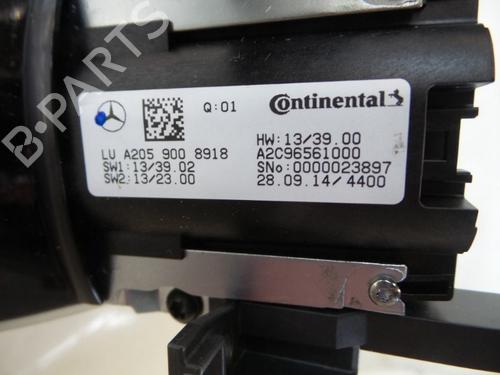 B-PARTS
Q:01
Continental
HW:13/39.00
LU A205 900 8918
A2C96561000
SW1:13/39.02
SNo:0000023897
SW2:13/23.00
28.09.14/4400